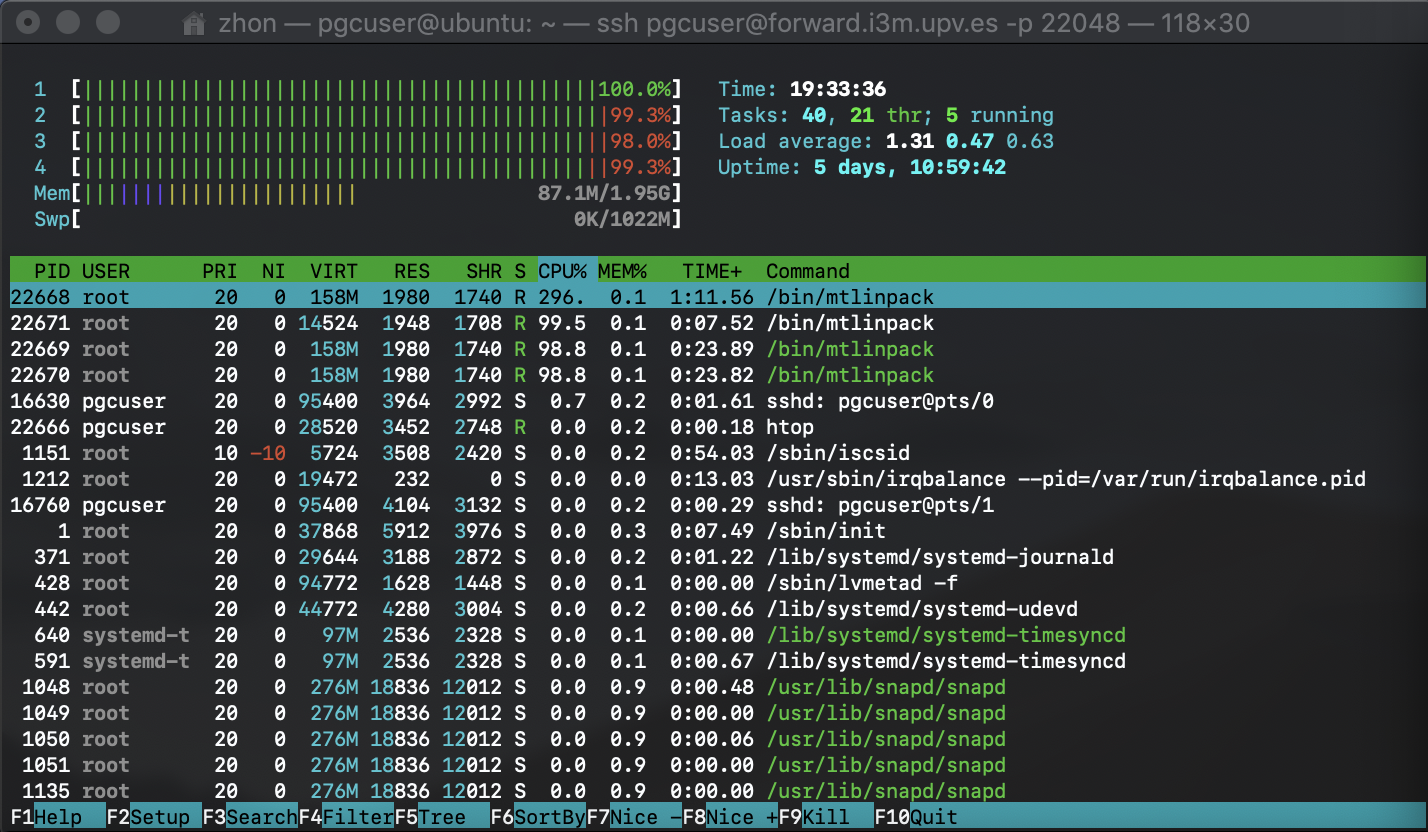 zhon — pgcuser@ubuntu: ~ — ssh pgcuser@forward.i3m.upv.es -p 22048 — 118×30
1 [||||||||||||||||||||||||||||||||||||||||||||100.0%] Time: 19:33:36
2 [||||||||||||||||||||||||||||||||||||||||||||99.3%] Tasks: 40, 21 thr; 5 running
3 [||||||||||||||||||||||||||||||||||||||||||||98.0%] Load average: 1.31 0.47 0.63
4 [||||||||||||||||||||||||||||||||||||||||||||99.3%] Uptime: 5 days, 10:59:42
Mem[||||||||||||||||||||||| 87.1M/1.95G]
Swp[ 0K/1022M]
PID USER PRI NI VIRT RES SHR S CPU% MEM% TIME+ Command
22668 root 20 0 158M 1980 1740 R 296. 0.1 1:11.56 /bin/mtlinpack
22671 root 20 0 14524 1948 1708 R 99.5 0.1 0:07.52 /bin/mtlinpack
22669 root 20 0 158M 1980 1740 R 98.8 0.1 0:23.89 /bin/mtlinpack
22670 root 20 0 158M 1980 1740 R 98.8 0.1 0:23.82 /bin/mtlinpack
16630 pgcuser 20 0 95400 3964 2992 S 0.7 0.2 0:01.61 sshd: pgcuser@pts/0
22666 pgcuser 20 0 28520 3452 2748 R 0.0 0.2 0:00.18 htop
1151 root 10 -10 5724 3508 2420 S 0.0 0.2 0:54.03 /sbin/iscsid
1212 root 20 0 19472 232 0 S 0.0 0.0 0:13.03 /usr/sbin/irqbalance --pid=/var/run/irqbalance.pid
16760 pgcuser 20 0 95400 4104 3132 S 0.0 0.2 0:00.29 sshd: pgcuser@pts/1
1 root 20 0 37868 5912 3976 S 0.0 0.3 0:07.49 /sbin/init
371 root 20 0 29644 3188 2872 S 0.0 0.2 0:01.22 /lib/systemd/systemd-journald
428 root 20 0 94772 1628 1448 S 0.0 0.1 0:00.00 /sbin/lvmetad -f
442 root 20 0 44772 4280 3004 S 0.0 0.2 0:00.66 /lib/systemd/systemd-udevd
640 systemd-t 20 0 97M 2536 2328 S 0.0 0.1 0:00.00 /lib/systemd/systemd-timesyncd
591 systemd-t 20 0 97M 2536 2328 S 0.0 0.1 0:00.67 /lib/systemd/systemd-timesyncd
1048 root 20 0 276M 18836 12012 S 0.0 0.9 0:00.48 /usr/lib/snapd/snapd
1049 root 20 0 276M 18836 12012 S 0.0 0.9 0:00.00 /usr/lib/snapd/snapd
1050 root 20 0 276M 18836 12012 S 0.0 0.9 0:00.06 /usr/lib/snapd/snapd
1051 root 20 0 276M 18836 12012 S 0.0 0.9 0:00.00 /usr/lib/snapd/snapd
1135 root 20 0 276M 18836 12012 S 0.0 0.9 0:00.00 /usr/lib/snapd/snapd
F1Help F2Setup F3SearchF4FilterF5Tree F6SortByF7Nice -F8Nice +F9Kill F10Quit